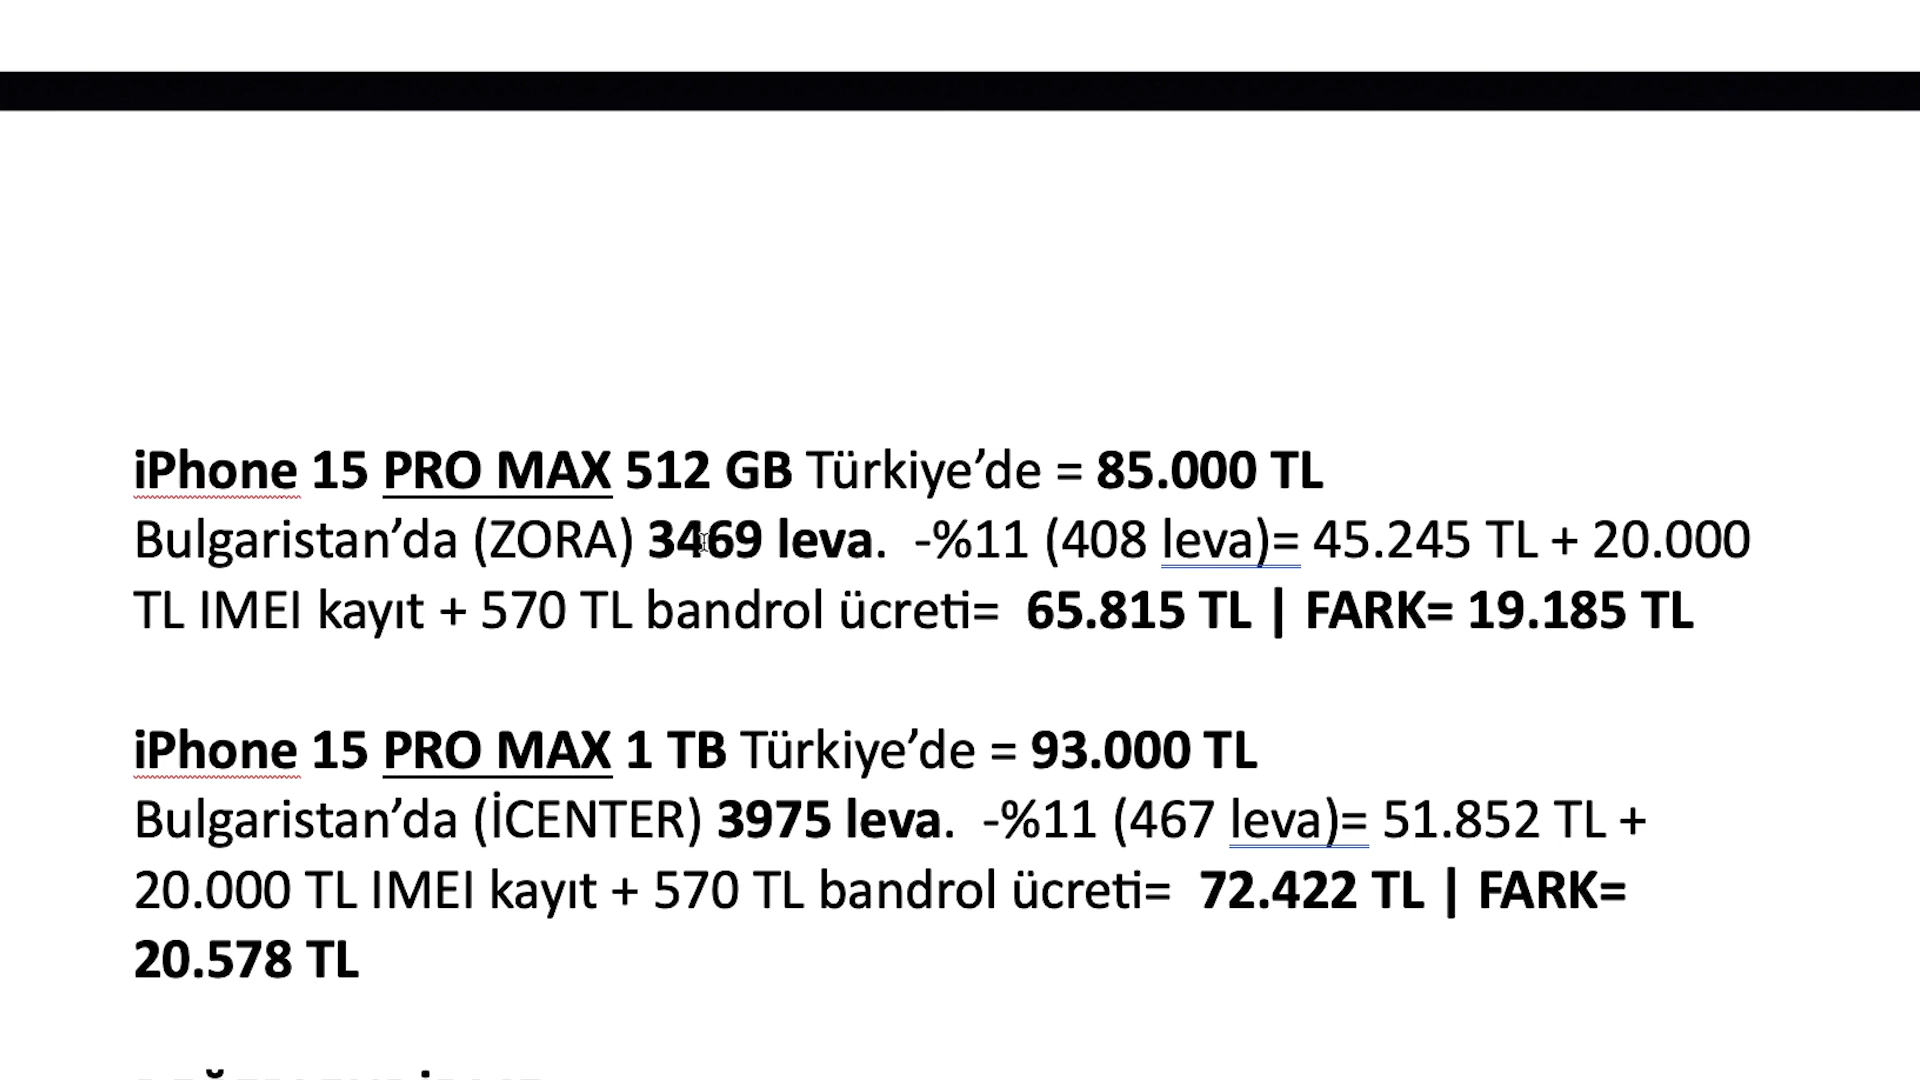 iPhone 15 PRO MAX 512 GB Türkiye’de = 85.000 TL
Bulgaristan’da (ZORA) 3469 leva.  -%11 (408 leva)= 45.245 TL + 20.000
TL IMEI kayıt + 570 TL bandrol ücreti=  65.815 TL | FARK= 19.185 TL
iPhone 15 PRO MAX 1 TB Türkiye’de = 93.000 TL
Bulgaristan’da (İCENTER) 3975 leva.  -%11 (467 leva)= 51.852 TL +
20.000 TL IMEI kayıt + 570 TL bandrol ücreti=  72.422 TL | FARK=
20.578 TL